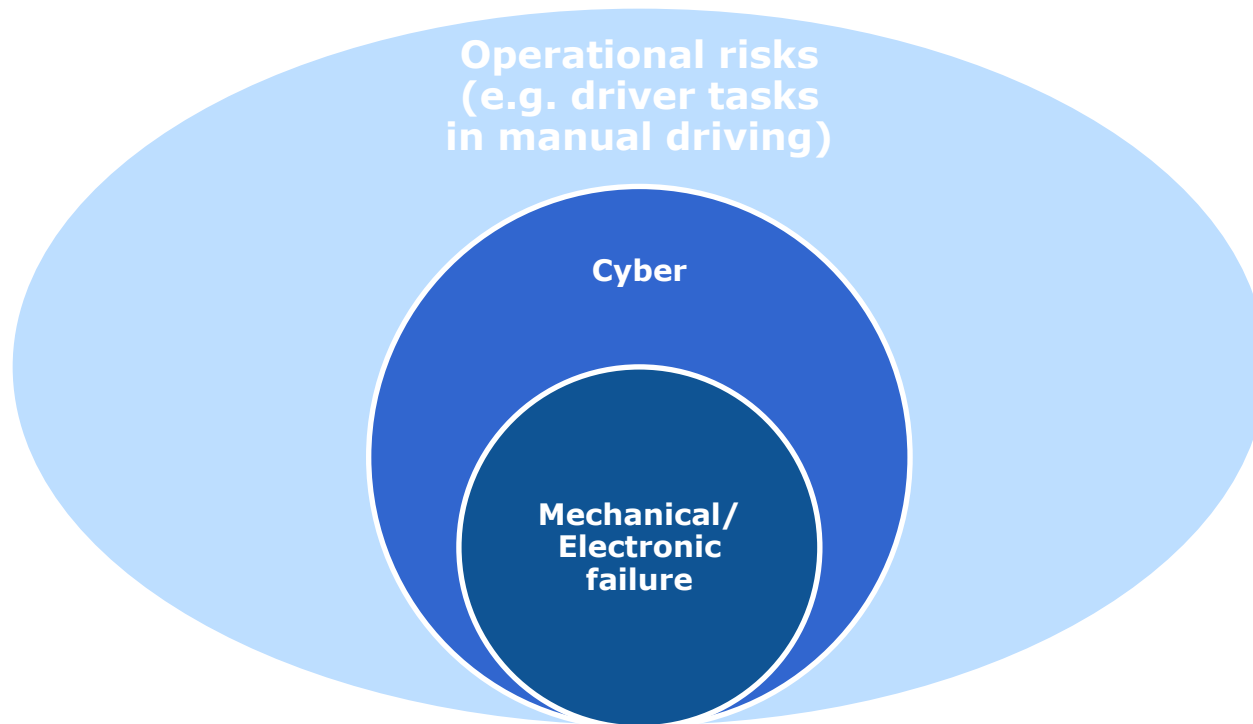 Operational risks
(e.g. driver tasks
in manual driving)
Cyber
Mechanical/
Electronic
failure